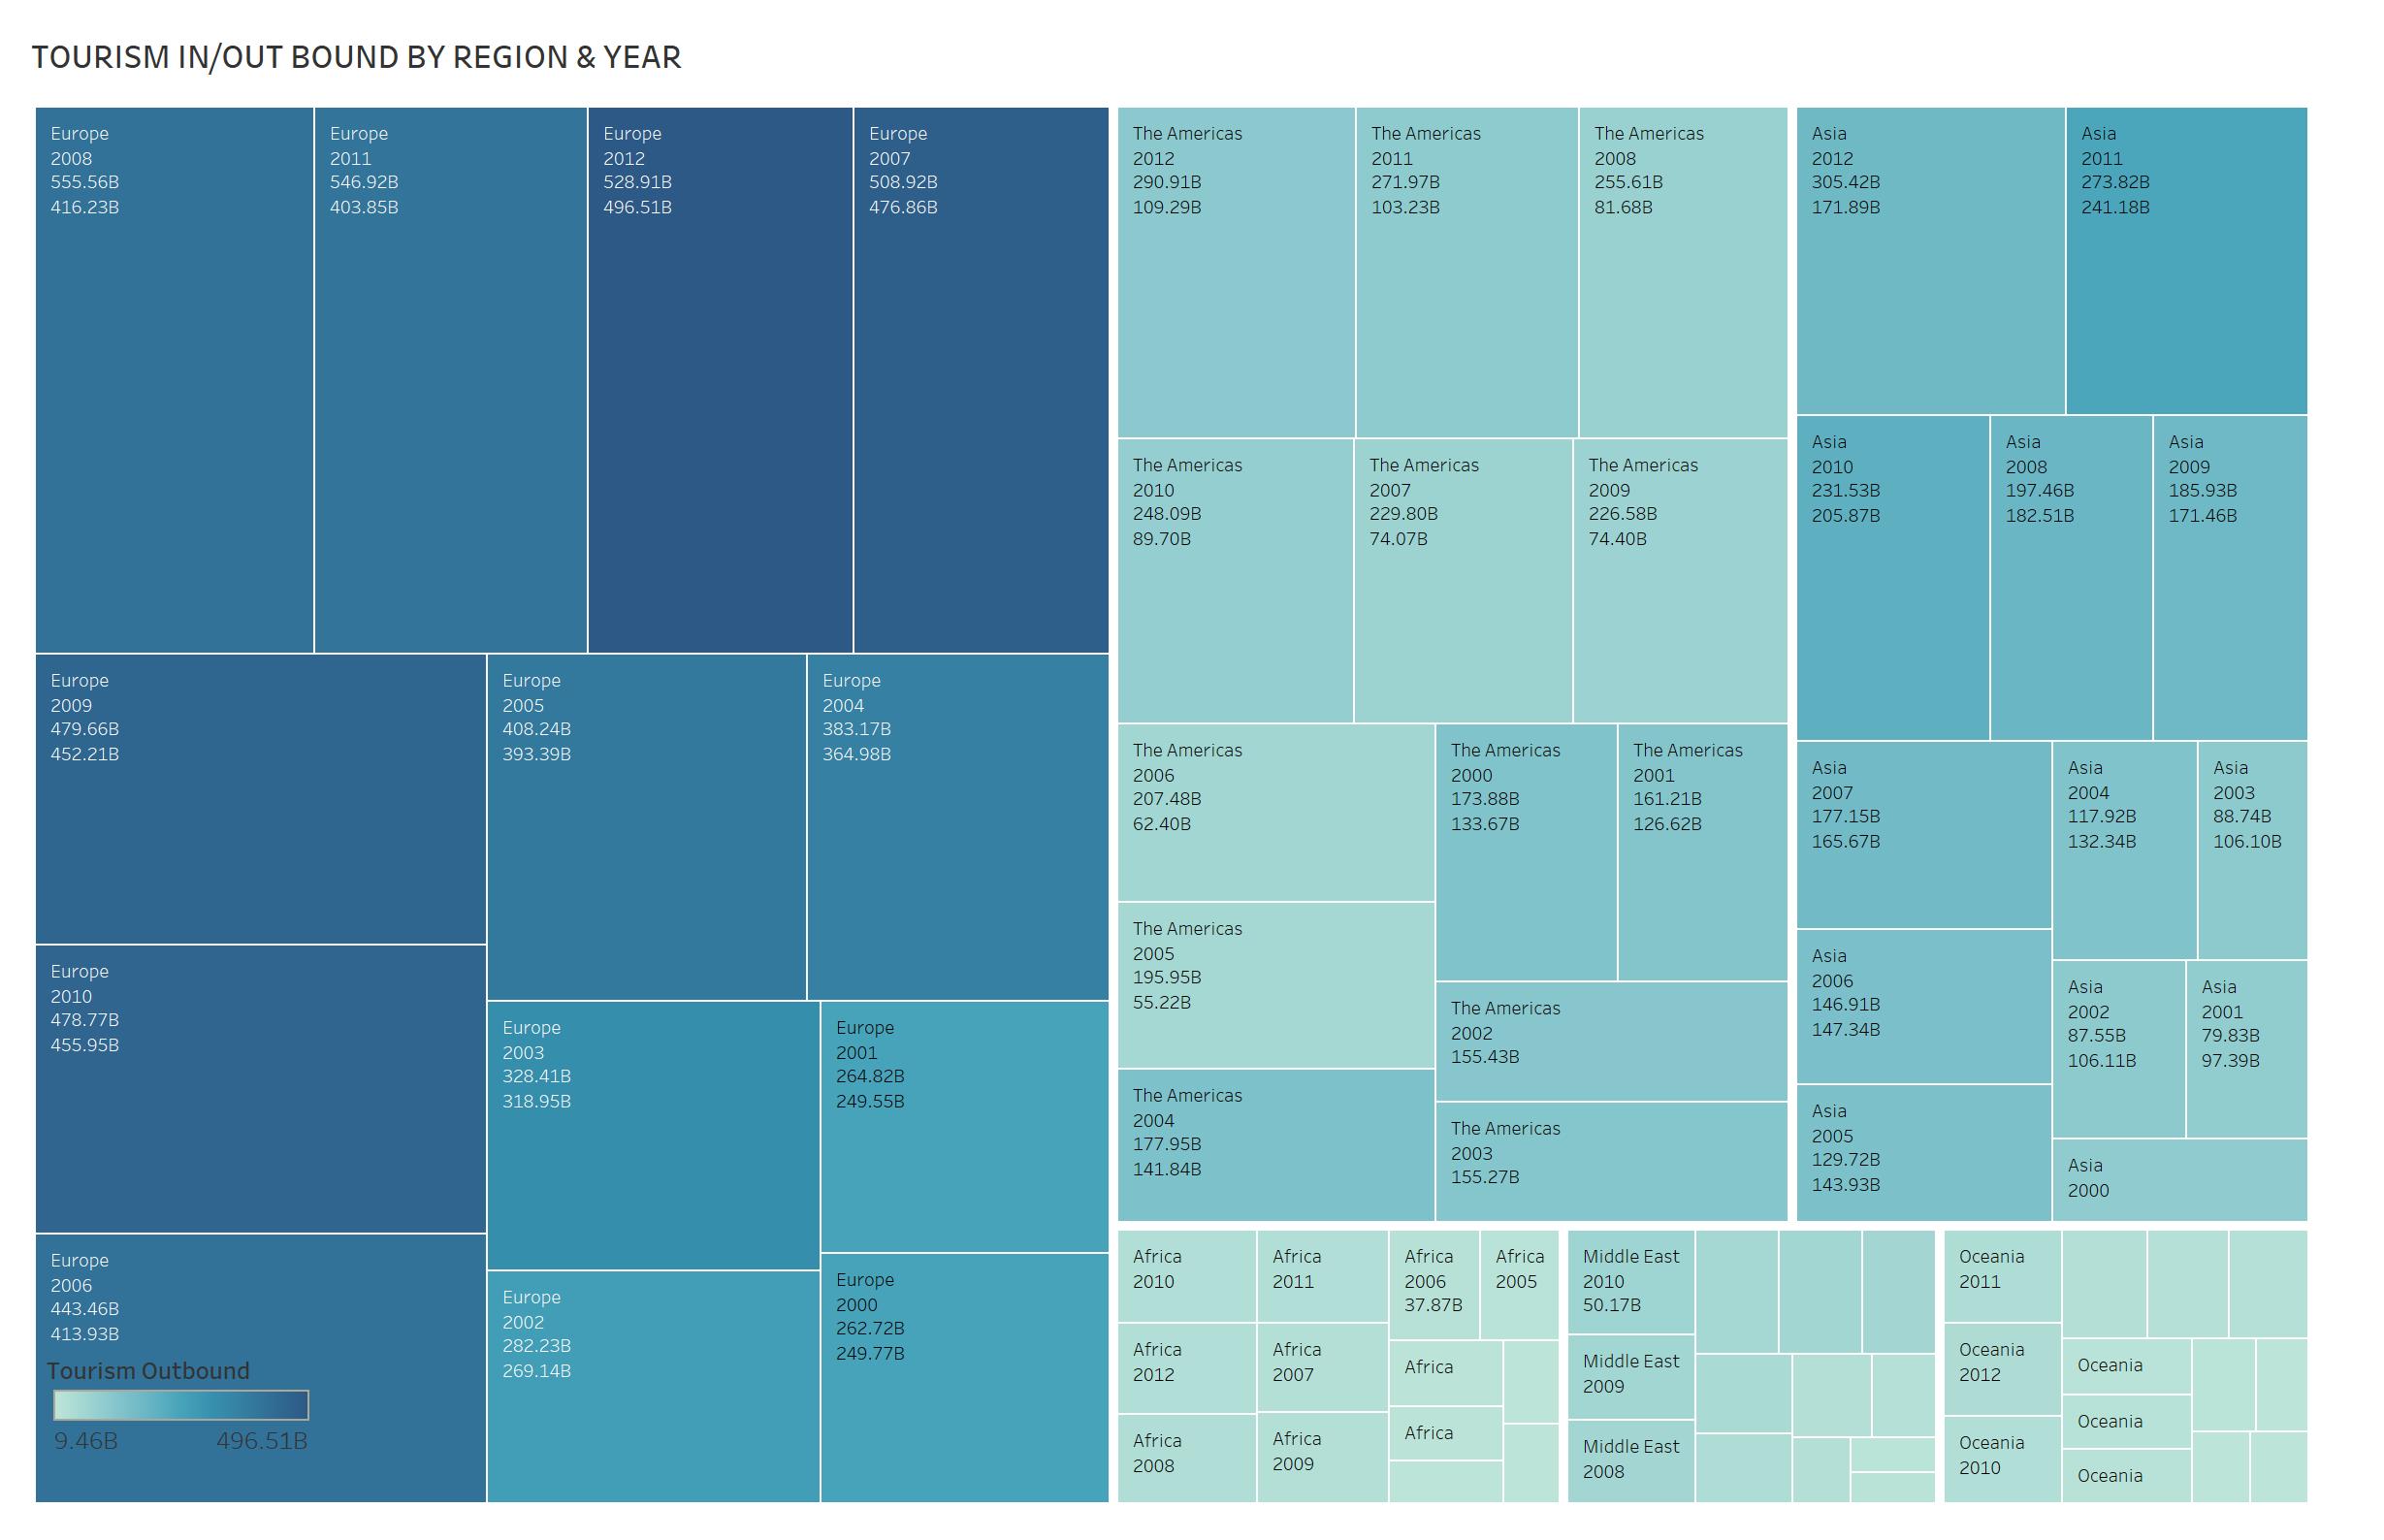 TOURISM IN/OUT BOUND BY REGION & YEAR
Europe
2008
555.56B
416.23B
Europe
2011
546.92B
403.85B
Europe
2012
528.91B
496.51B
Europe
2007
508.92B
476.86B
Europe
2009
479.66B
452.21B
Europe
2010
478.77B
455.95B
Europe
2006
443.46B
413.93B
Europe
2005
408.24B
393.39B
Europe
2004
383.17B
364.98B
Europe
2003
328.41B
318.95B
Europe
2002
282.23B
269.14B
Europe
2001
264.82B
249.55B
Europe
2000
262.72B
249.77B
Tourism Outbound
9.46B 496.51B
The Americas
2012
290.91B
109.29B
The Americas
2011
271.97B
103.23B
The Americas
2008
255.61B
81.68B
The Americas
2010
248.09B
89.70B
The Americas
2007
229.80B
74.07B
The Americas
2009
226.58B
74.40B
The Americas
2006
207.48B
62.40B
The Americas
2005
195.95B
55.22B
The Americas
2004
177.95B
141.84B
The Americas
2000
173.88B
133.67B
The Americas
2001
161.21B
126.62B
The Americas
2002
155.43B
The Americas
2003
155.27B
Asia
2012
305.42B
171.89B
Asia
2011
273.82B
241.18B
Asia
2010
231.53B
205.87B
Asia
2008
197.46B
182.51B
Asia
2009
185.93B
171.46B
Asia
2007
177.15B
165.67B
Asia
2006
146.91B
147.34B
Asia
2005
129.72B
143.93B
Asia
2004
117.92B
132.34B
Asia
2003
88.74B
106.10B
Asia
2002
87.55B
106.11B
Asia
2001
79.83B
97.39B
Asia
2000
Africa
2010
Africa
2012
Africa
2008
Africa
2011
Africa
2007
Africa
2009
Africa
2006
37.87B
Africa
2005
Africa
Africa
Middle East
2010
50.17B
Middle East
2009
Middle East
2008
Oceania
2011
Oceania
2012
Oceania
2010
Oceania
Oceania
Oceania